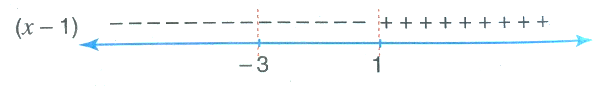 (x – 1) – – – – – – – – – – – – – – – + + + + + + + + +
– 3 1